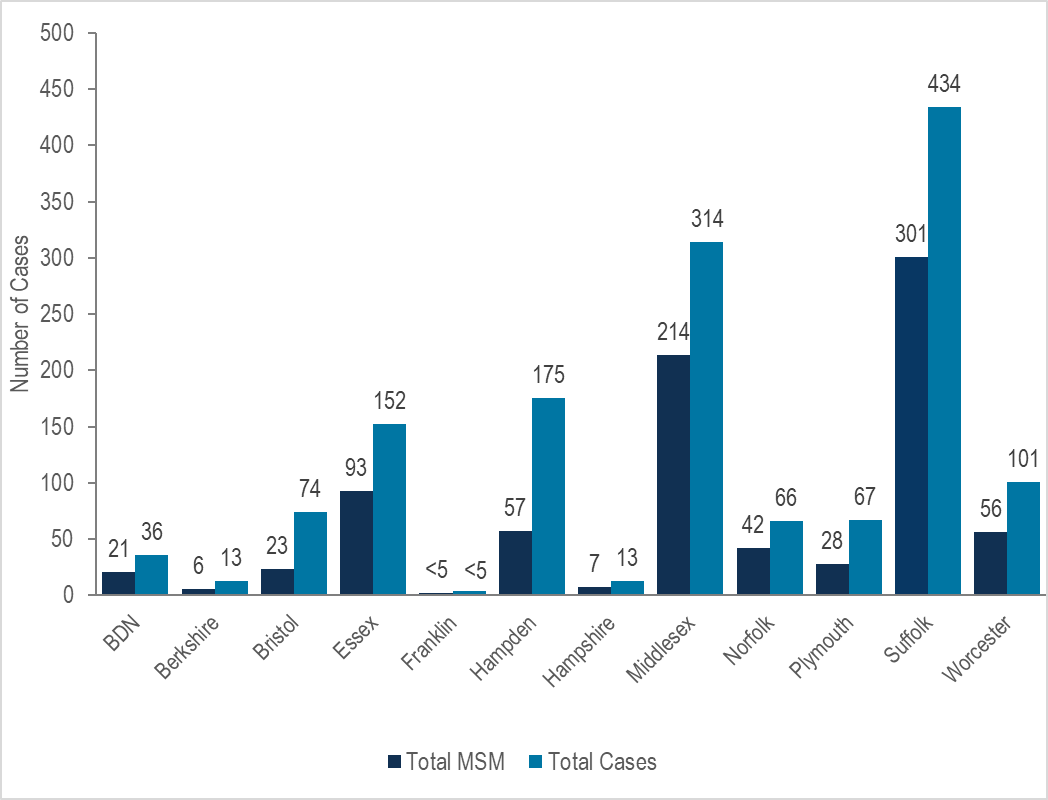 Number of Cases
500
450
400
350
300
250
200
150
100
50
0
21 36
6 13
23 74
93 152
<5 <5
57 175
7 13
214 314
42 66
28 67
301 434
56 101
BDN
Berkshire
Bristol
Essex
Franklin
Hampden
Hampshire
Middlesex
Norfolk
Plymouth
Suffolk
Worcester
Total MSM Total Cases